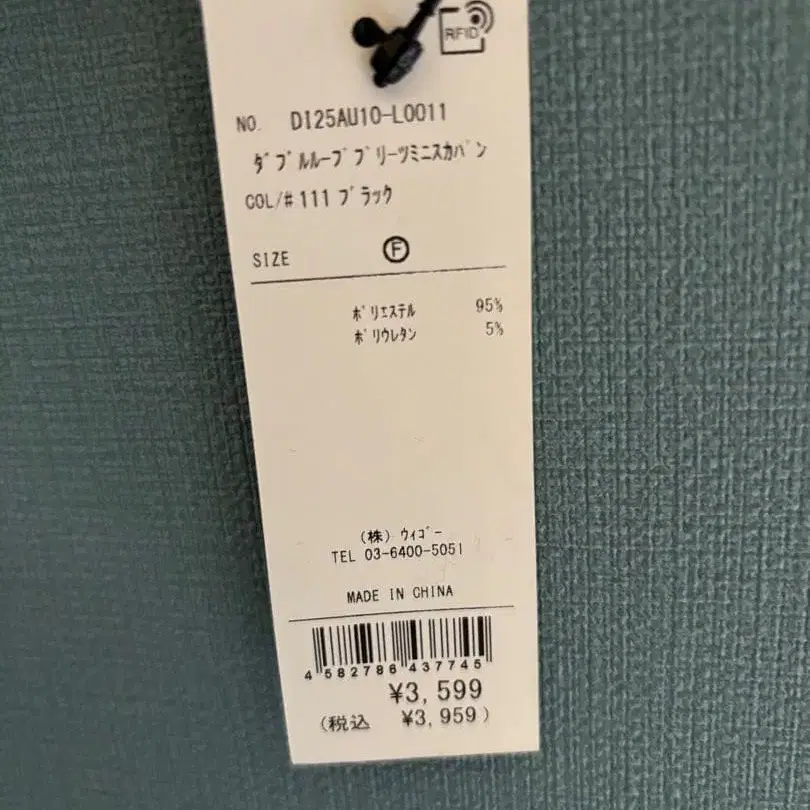 RFID
NO. DI25AU10-L0011
ﾀﾞﾌﾞﾙﾙｰﾌﾟﾌﾟﾘｰﾂﾐﾆｽｶﾊﾟﾝ
COL/# 111 ﾌﾞﾗｯｸ
SIZE Ⓕ
ﾎﾟﾘｴｽﾃﾙ 95%
ﾎﾟﾘｳﾚﾀﾝ 5%
(株) ｳｨｺﾞｰ
TEL 03-6400-5051
MADE IN CHINA
4 582786 437745
¥3,599
(税込 ¥3,959)